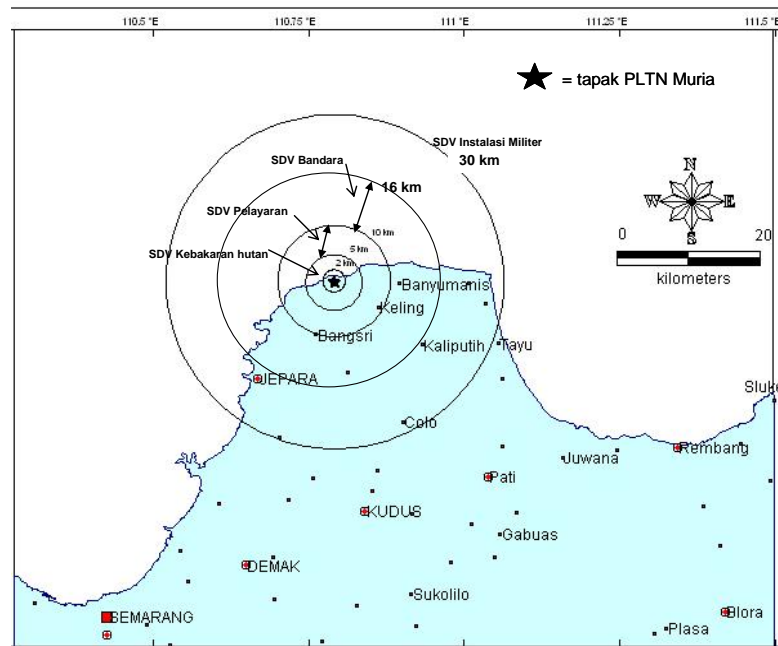 110.5 °E
110.75 °E
111 °E
111.25 °E
111.5 °E
= tapak PLTN Muria
SDV Instalasi Militer
30 km
SDV Bandara
16 km
SDV Pelayaran
10 km
SDV Kebakaran hutan
5 km
2 km
N
W E
S
0 20
kilometers
Banyumanis
Keling
Bangsri
Kaliputih
Tayu
JEPARA
Colo
Rembang
Juwana
Pati
KUDUS
Gabuas
DEMAK
Sukolilo
SEMARANG
Blora
Plasa